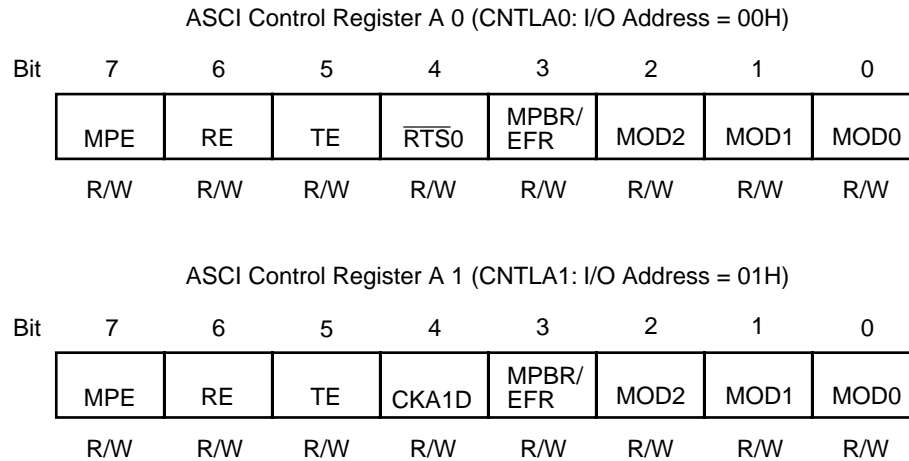 ASCI Control Register A 0 (CNTLA0: I/O Address = 00H)
Bit 7 6 5 4 3 2 1 0
MPE RE TE R̅T̅S̅0 MPBR/ EFR MOD2 MOD1 MOD0
R/W R/W R/W R/W R/W R/W R/W R/W
ASCI Control Register A 1 (CNTLA1: I/O Address = 01H)
Bit 7 6 5 4 3 2 1 0
MPE RE TE CKA1D MPBR/ EFR MOD2 MOD1 MOD0
R/W R/W R/W R/W R/W R/W R/W R/W